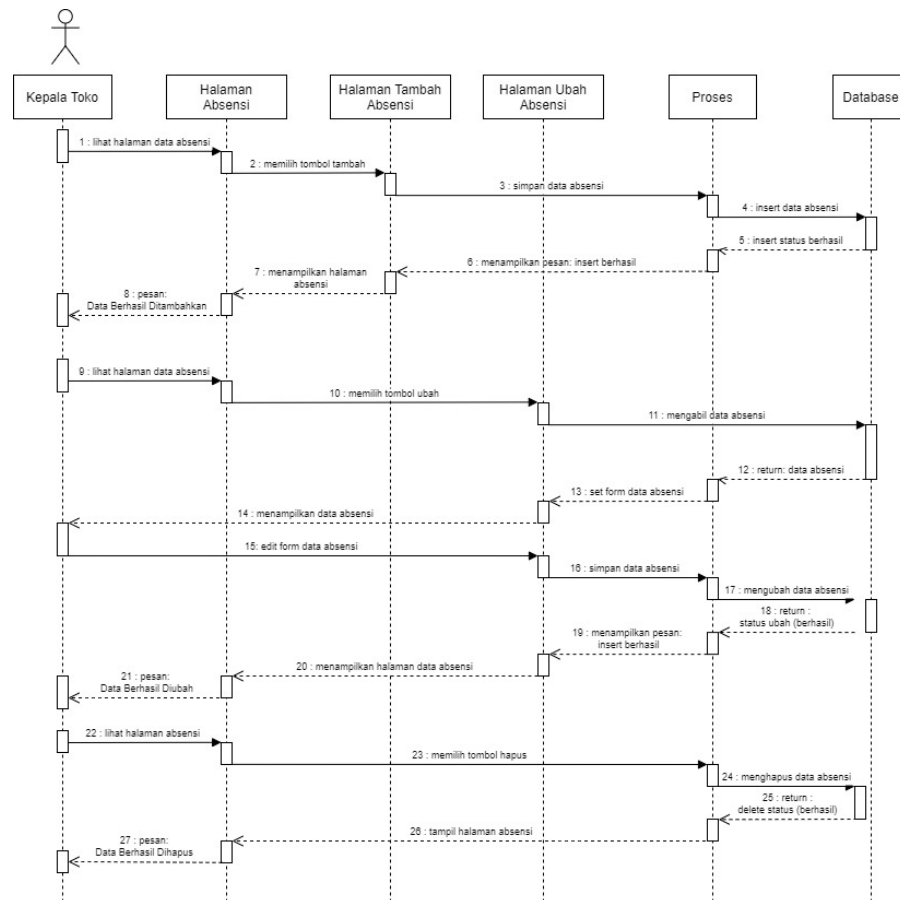 Kepala Toko
Halaman
Absensi
Halaman Tambah
Absensi
Halaman Ubah
Absensi
Proses
Database
1 : lihat halaman data absensi
2 : memilih tombol tambah
3 : simpan data absensi
4 : insert data absensi
5 : insert status berhasil
6 : menampilkan pesan: insert berhasil
7 : menampilkan halaman
absensi
8 : pesan:
Data Berhasil Ditambahkan
9 : lihat halaman data absensi
10 : memilih tombol ubah
11 : mengabil data absensi
12 : return: data absensi
13 : set form data absensi
14 : menampilkan data absensi
15: edit form data absensi
16 : simpan data absensi
17 : mengubah data absensi
18 : return :
status ubah (berhasil)
19 : menampilkan pesan:
insert berhasil
20 : menampilkan halaman data absensi
21 : pesan:
Data Berhasil Diubah
22 : lihat halaman absensi
23 : memilih tombol hapus
24 : menghapus data absensi
25 : return :
delete status (berhasil)
26 : tampil halaman absensi
27 : pesan:
Data Berhasil Dihapus